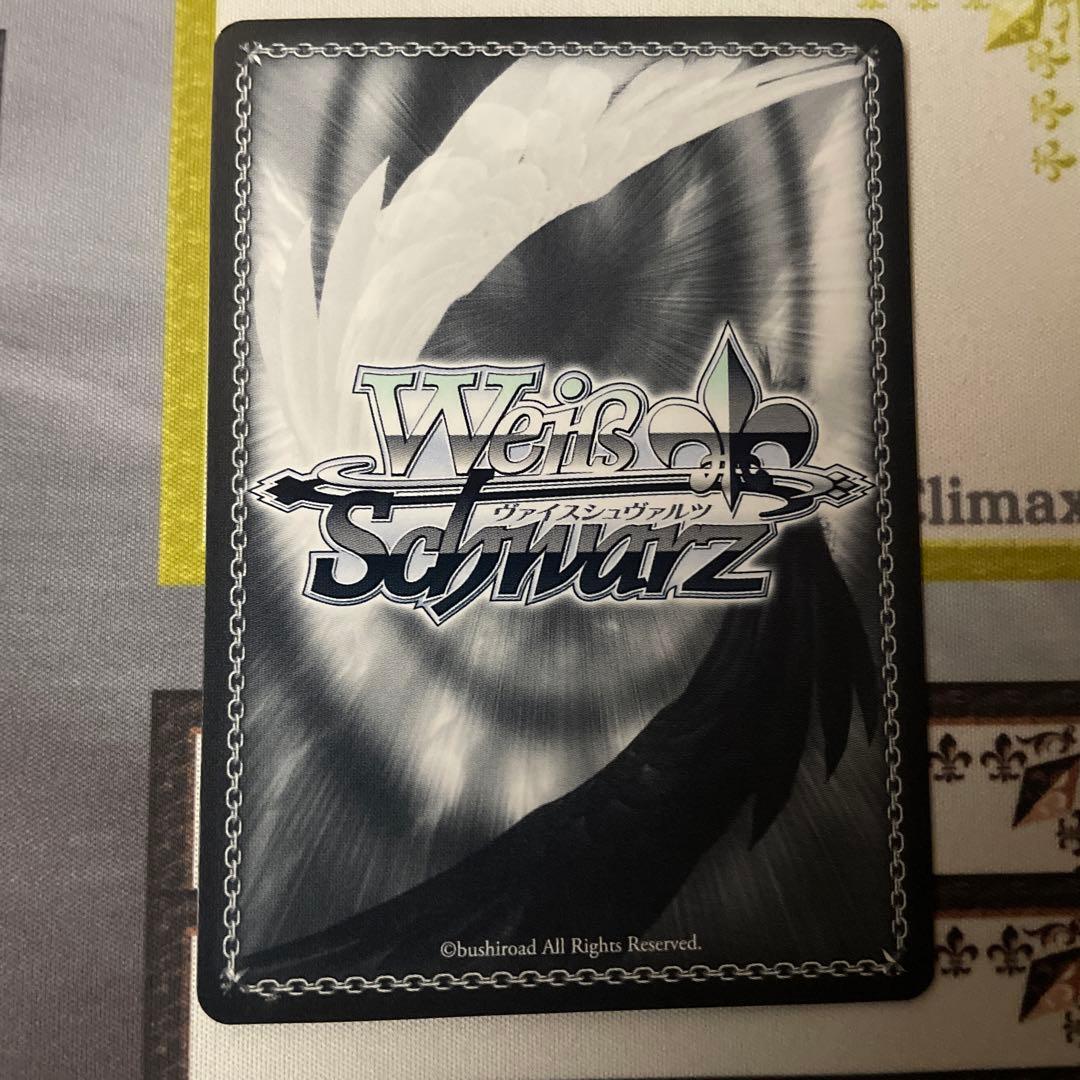 Weiß
ヴァイスシュヴァルツ
Schwarz
Climax
©bushiroad All Rights Reserved.